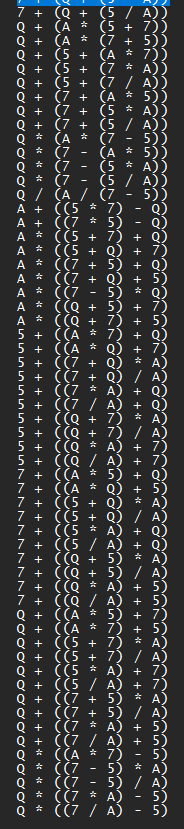 7 + (Q + (5 / A))
Q + (A * (5 + 7))
Q + (A * (7 + 5))
Q + (5 + (A * 7))
Q + (5 + (7 * A))
Q + (5 + (7 / A))
Q + (7 + (A * 5))
Q + (7 + (5 * A))
Q + (7 + (5 / A))
Q * (A * (7 - 5))
Q * (7 - (A * 5))
Q * (7 - (5 * A))
Q * (7 - (5 / A))
Q / (A / (7 - 5))
A + ((5 * 7) - Q)
A + ((7 * 5) - Q)
A * ((5 + 7) + Q)
A * ((5 + Q) + 7)
A * ((7 + 5) + Q)
A * ((7 + Q) + 5)
A * ((7 - 5) * Q)
A * ((Q + 5) + 7)
A * ((Q + 7) + 5)
5 + ((A * 7) + Q)
5 + ((A * Q) + 7)
5 + ((7 + Q) * A)
5 + ((7 + Q) / A)
5 + ((7 * A) + Q)
5 + ((7 / A) + Q)
5 + ((Q + 7) * A)
5 + ((Q + 7) / A)
5 + ((Q * A) + 7)
5 + ((Q / A) + 7)
7 + ((A * 5) + Q)
7 + ((A * Q) + 5)
7 + ((5 + Q) * A)
7 + ((5 + Q) / A)
7 + ((5 * A) + Q)
7 + ((5 / A) + Q)
7 + ((Q + 5) * A)
7 + ((Q + 5) / A)
7 + ((Q * A) + 5)
7 + ((Q / A) + 5)
Q + ((A * 5) + 7)
Q + ((A * 7) + 5)
Q + ((5 + 7) * A)
Q + ((5 + 7) / A)
Q + ((5 * A) + 7)
Q + ((5 / A) + 7)
Q + ((7 + 5) * A)
Q + ((7 + 5) / A)
Q + ((7 * A) + 5)
Q + ((7 / A) + 5)
Q * ((A * 7) - 5)
Q * ((7 - 5) * A)
Q * ((7 - 5) / A)
Q * ((7 * A) - 5)
Q * ((7 / A) - 5)